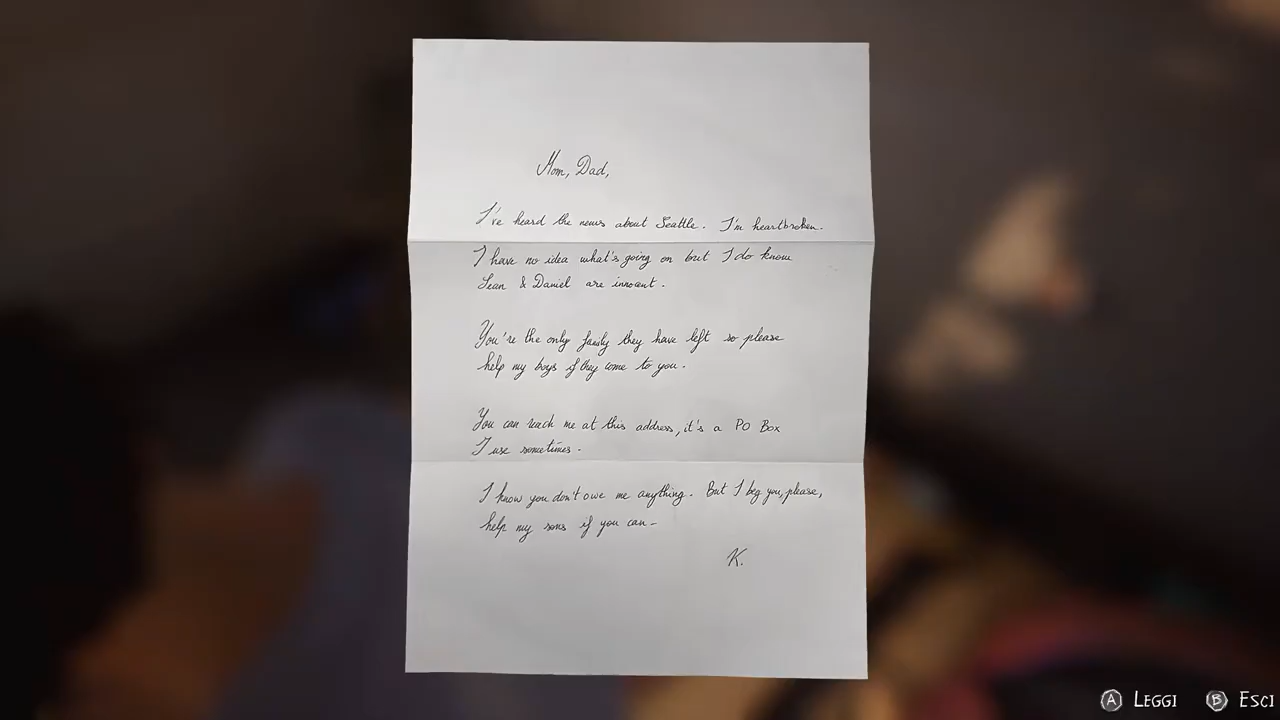 Mom, Dad,
I've heard the news about Seattle. I'm heartbroken.
I have no idea what's going on but I do know
Sean & Daniel are innocent.
You're the only family they have left so please
help my boys if they come to you.
You can reach me at this address, it's a PO Box
I use sometimes.
I know you don't owe me anything. But I beg you, please,
help my sons if you can-
K.
A LEGGI B ESCI